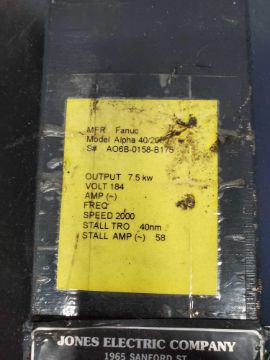 MFR Fanuc
Model Alpha 40/20
S# AO6B-0158-B175
OUTPUT 7.5 kw
VOLT 184
AMP (~)
FREQ
SPEED 2000
STALL TRQ 40nm
STALL AMP (~) 58
JONES ELECTRIC COMPANY
1965 SANFORD ST